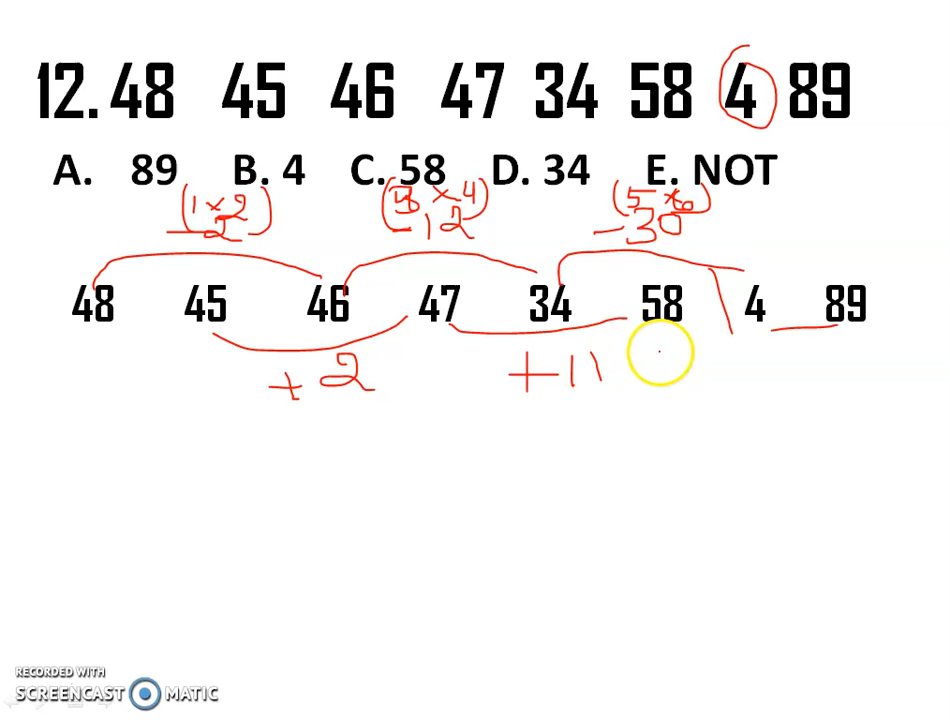 12. 48 45 46 47 34 58 4 89
A. 89 B. 4 C. 58 D. 34 E. NOT
(1 x 2) (3 x 4) (5 x 6)
-2 -12 -30
48 45 46 47 34 58 4 89
+2 +11
RECORDED WITH
SCREENCAST MATIC